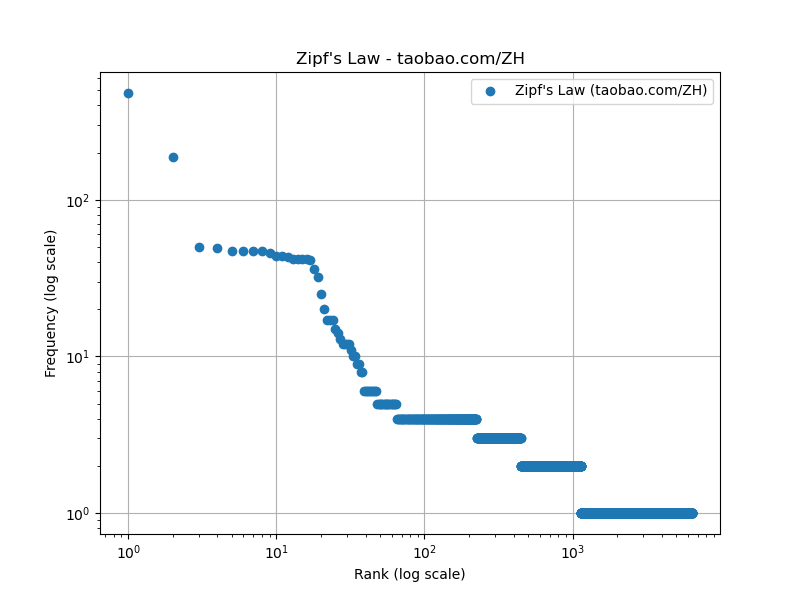 Zipf's Law - taobao.com/ZH
Zipf's Law (taobao.com/ZH)
Frequency (log scale)
10²
10¹
10⁰
10⁰ 10¹ 10² 10³
Rank (log scale)